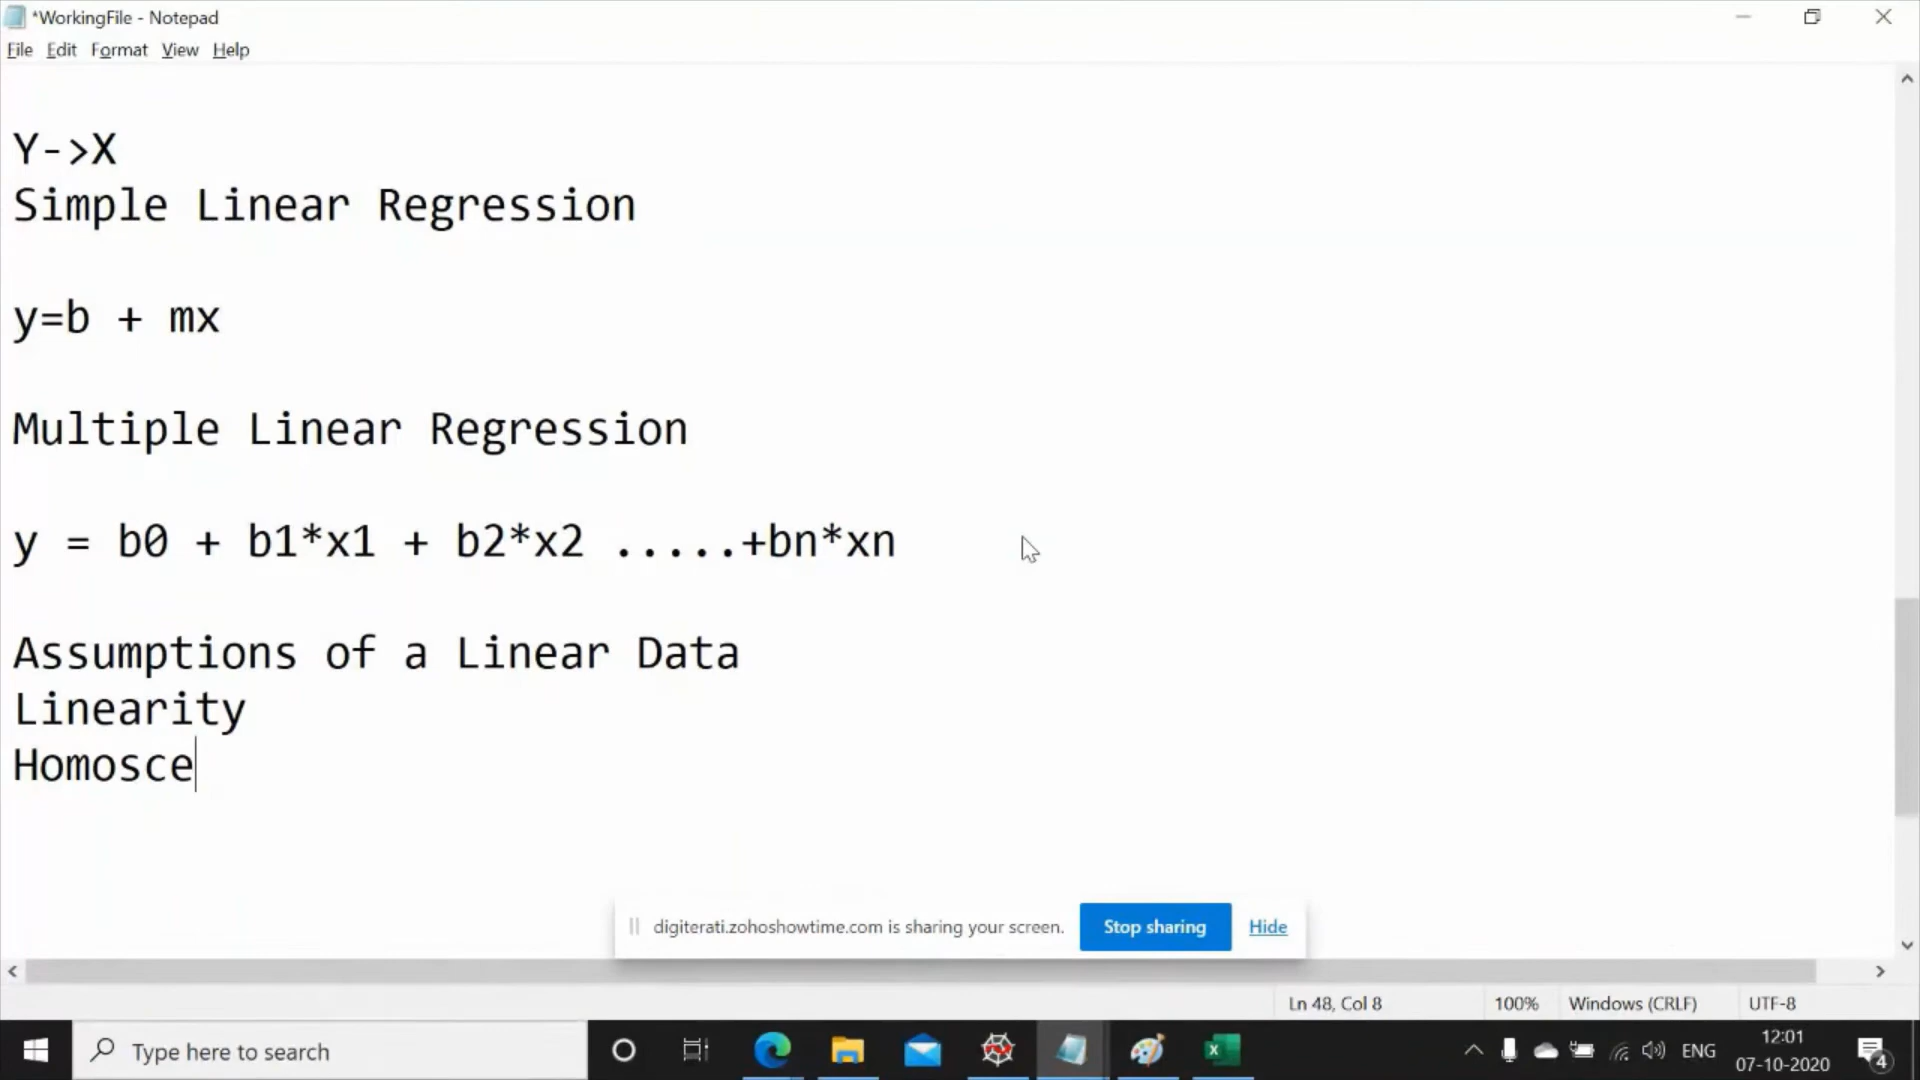 *WorkingFile - Notepad
File Edit Format View Help
Y->X
Simple Linear Regression
y=b + mx
Multiple Linear Regression
y = b0 + b1*x1 + b2*x2 .....+bn*xn
Assumptions of a Linear Data
Linearity
Homosce
digiterati.zohoshowtime.com is sharing your screen. Stop sharing Hide
Ln 48, Col 8 100% Windows (CRLF) UTF-8
Type here to search ENG 12:01
07-10-2020 4